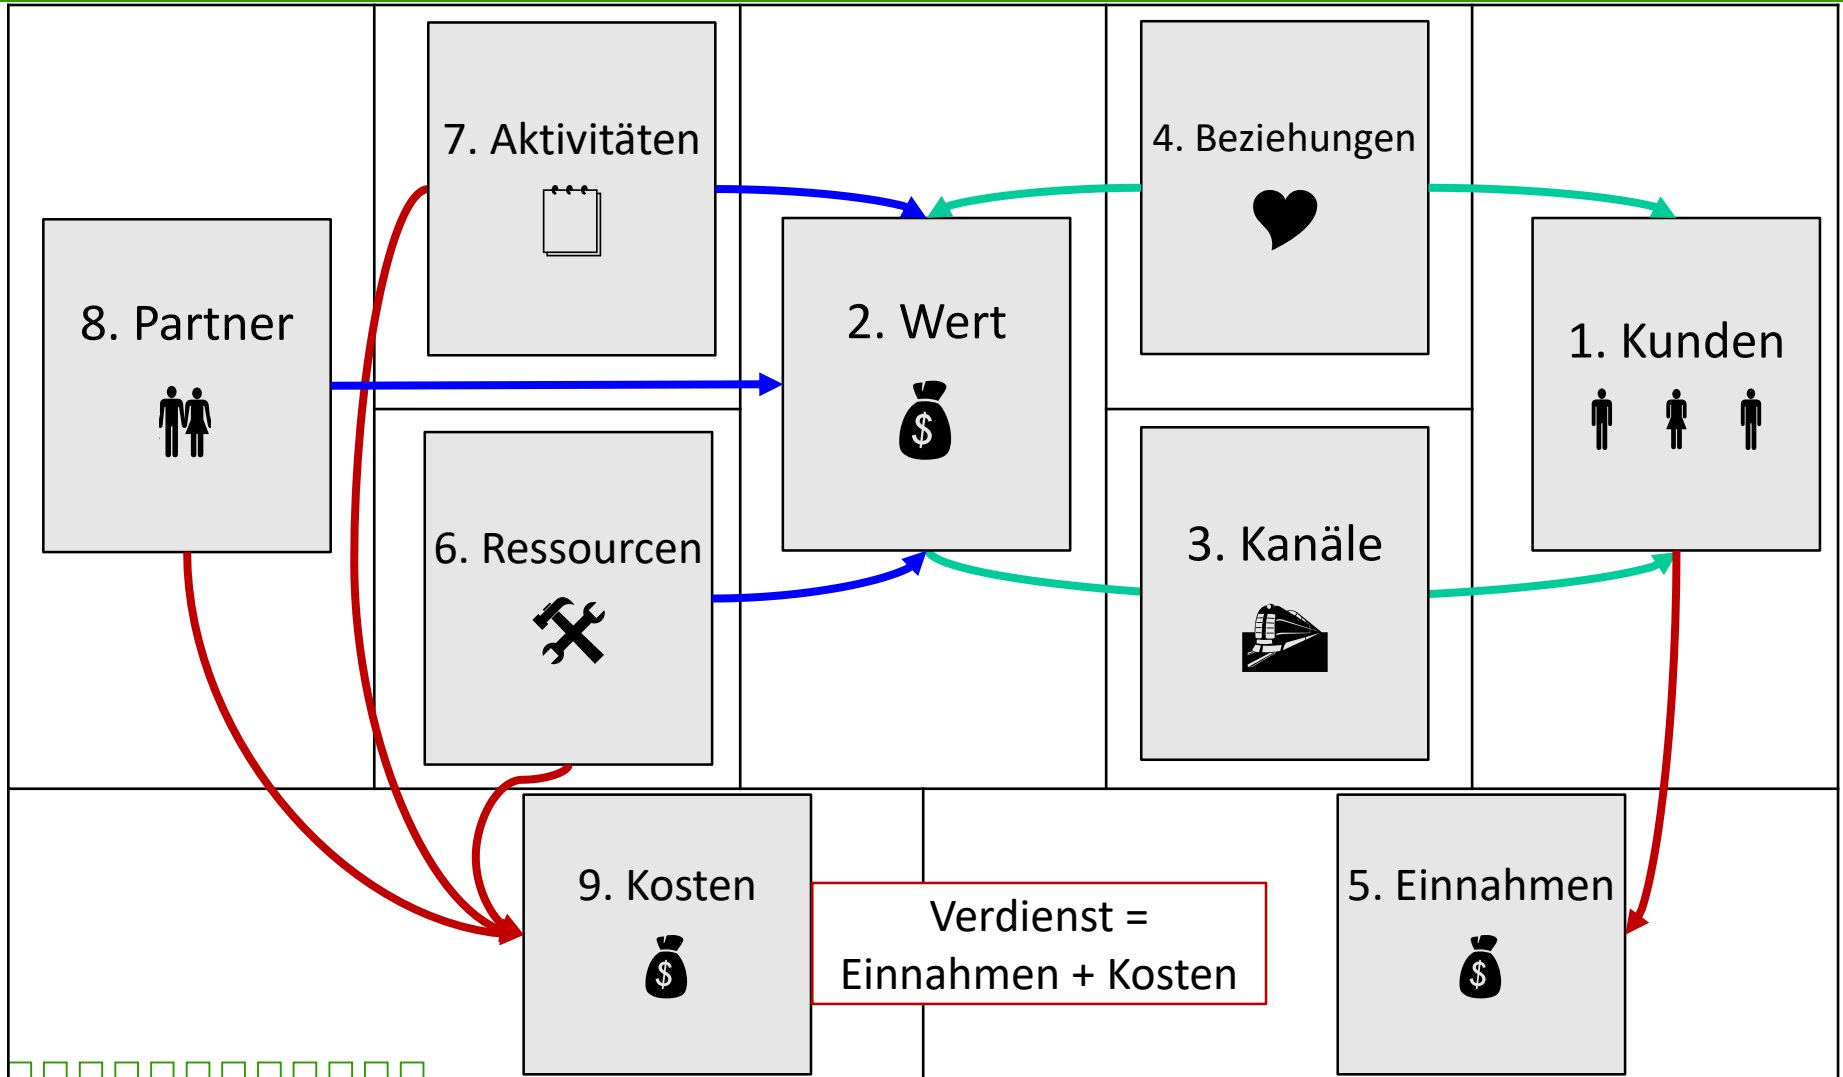 7. Aktivitäten
4. Beziehungen
8. Partner
2. Wert
1. Kunden
6. Ressourcen
3. Kanäle
9. Kosten
Verdienst =
Einnahmen + Kosten
5. Einnahmen